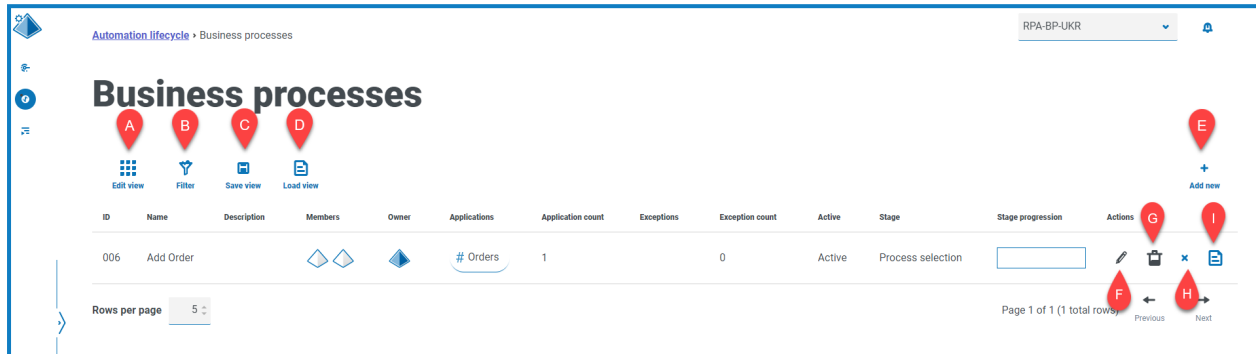 RPA-BP-UKR
Automation lifecycle › Business processes
Business processes
A B C D E
Edit view Filter Save view Load view Add new
ID Name Description Members Owner Applications Application count Exceptions Exception count Active Stage Stage progression Actions G I
006 Add Order # Orders 1 0 Active Process selection
F H
Rows per page 5 Page 1 of 1 (1 total rows) Previous Next